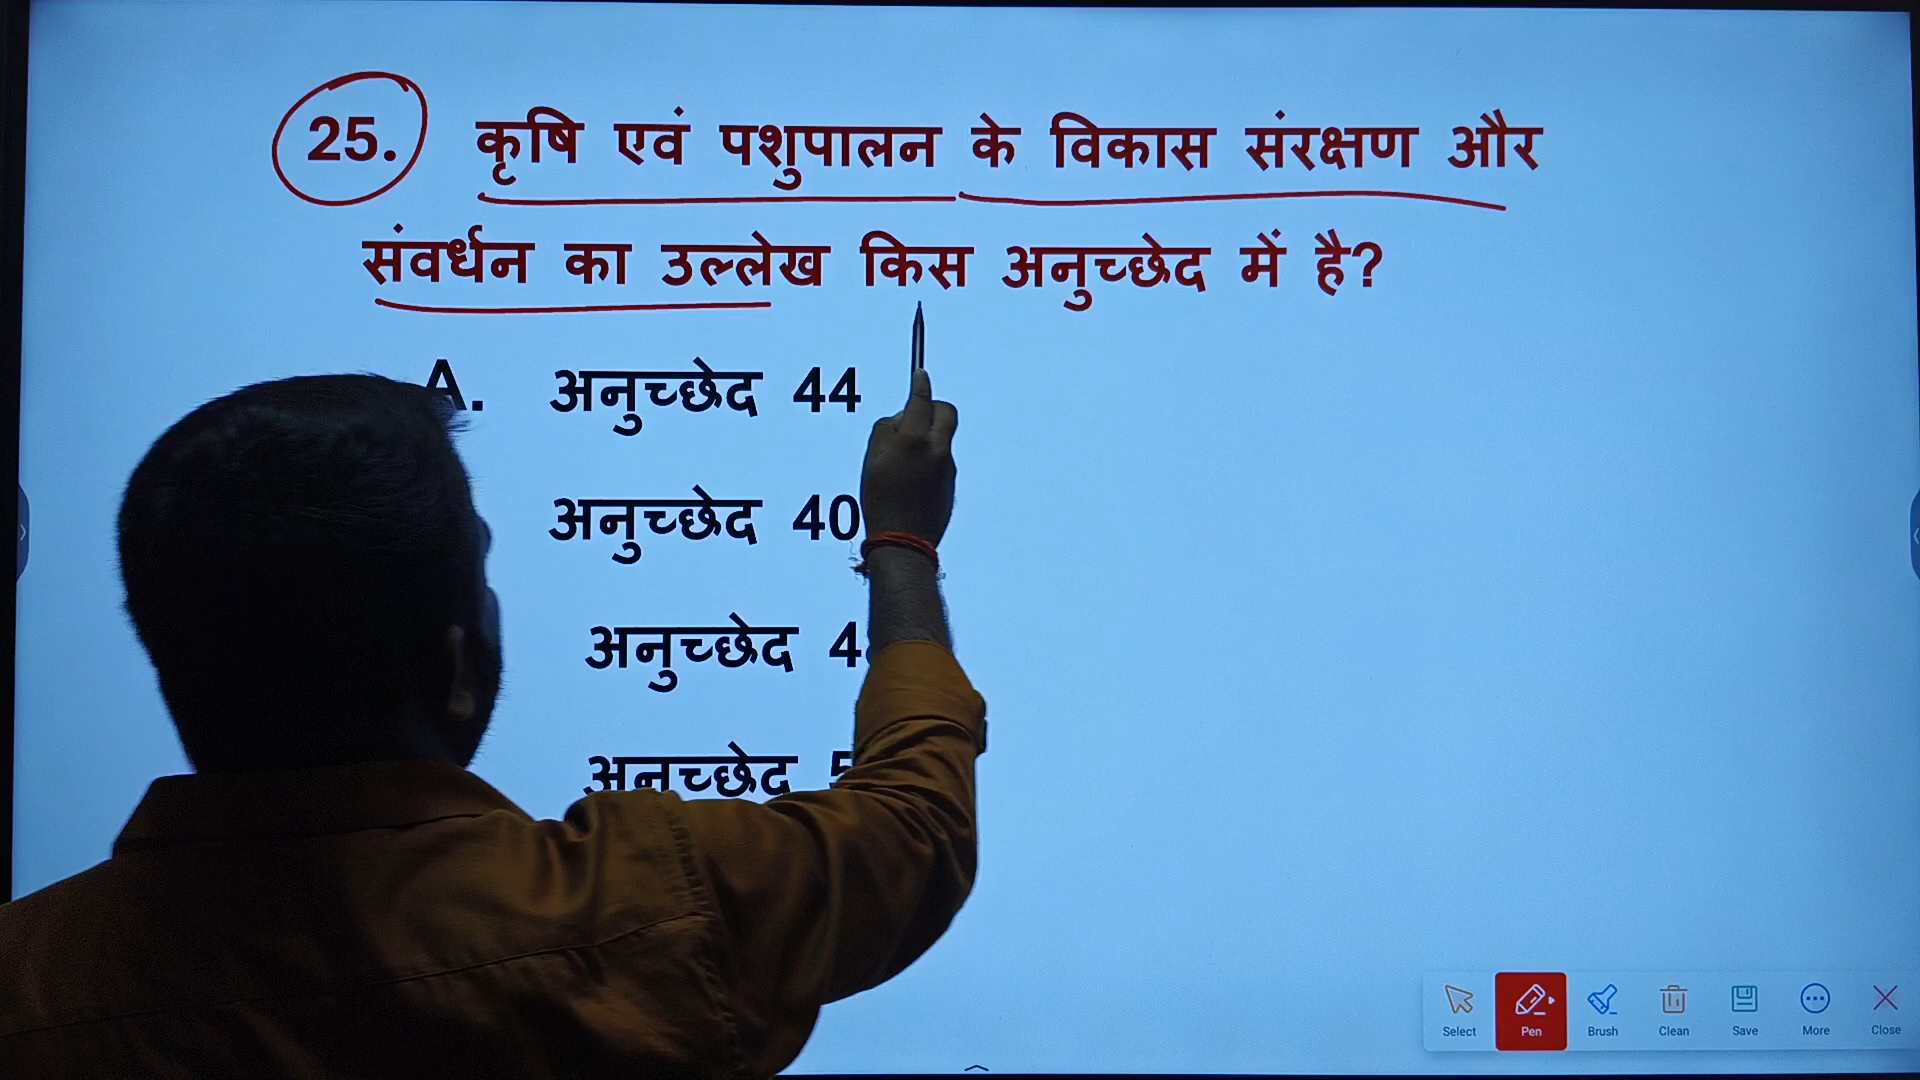 25. कृषि एवं पशुपालन के विकास संरक्षण और
संवर्धन का उल्लेख किस अनुच्छेद में है?
A. अनुच्छेद 44
अनुच्छेद 40
अनुच्छेद
अनुच्छेद
Select Pen Brush Clean Save More Close